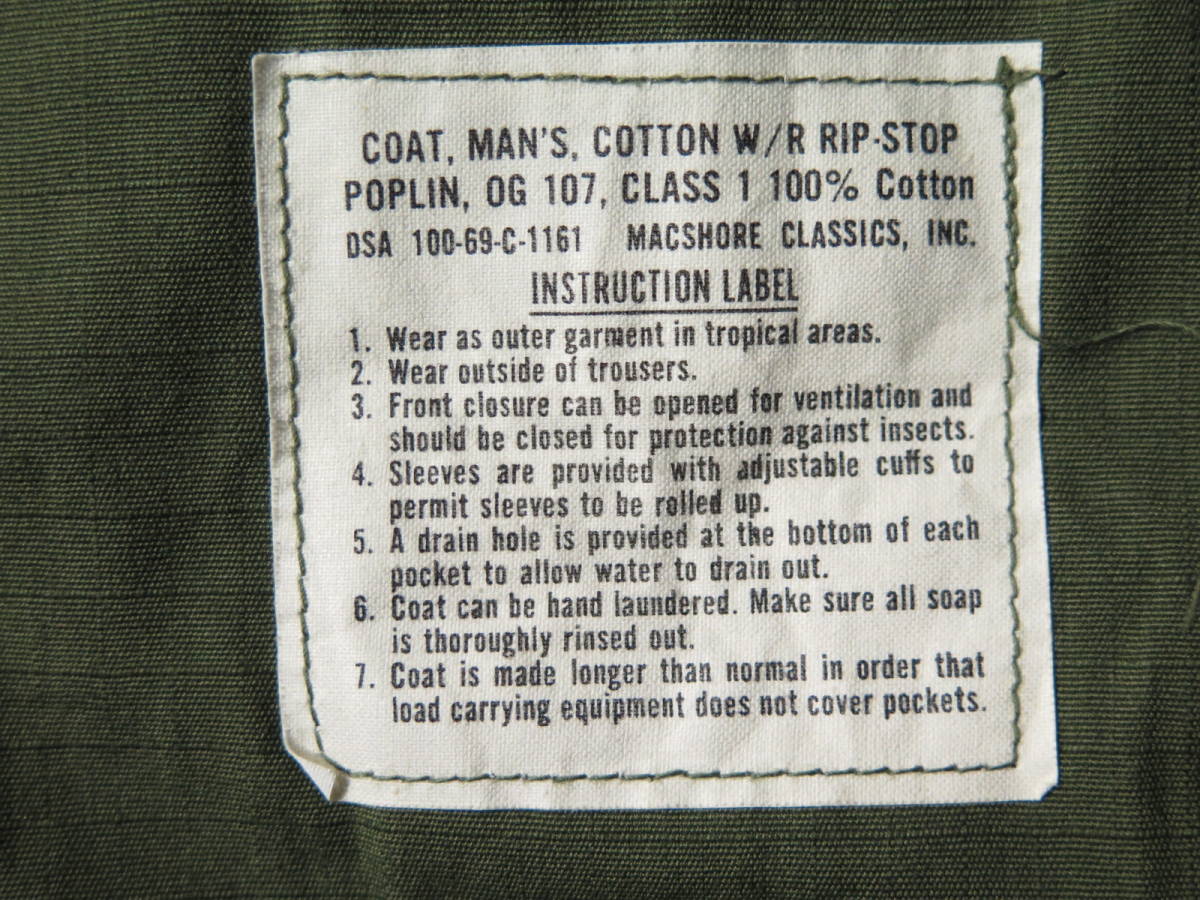 COAT, MAN'S, COTTON W/R RIP-STOP
POPLIN, OG 107, CLASS 1 100% Cotton
DSA 100-69-C-1161 MACSHORE CLASSICS, INC.
INSTRUCTION LABEL
1. Wear as outer garment in tropical areas.
2. Wear outside of trousers.
3. Front closure can be opened for ventilation and
should be closed for protection against insects.
4. Sleeves are provided with adjustable cuffs to
permit sleeves to be rolled up.
5. A drain hole is provided at the bottom of each
pocket to allow water to drain out.
6. Coat can be hand laundered. Make sure all soap
is thoroughly rinsed out.
7. Coat is made longer than normal in order that
load carrying equipment does not cover pockets.